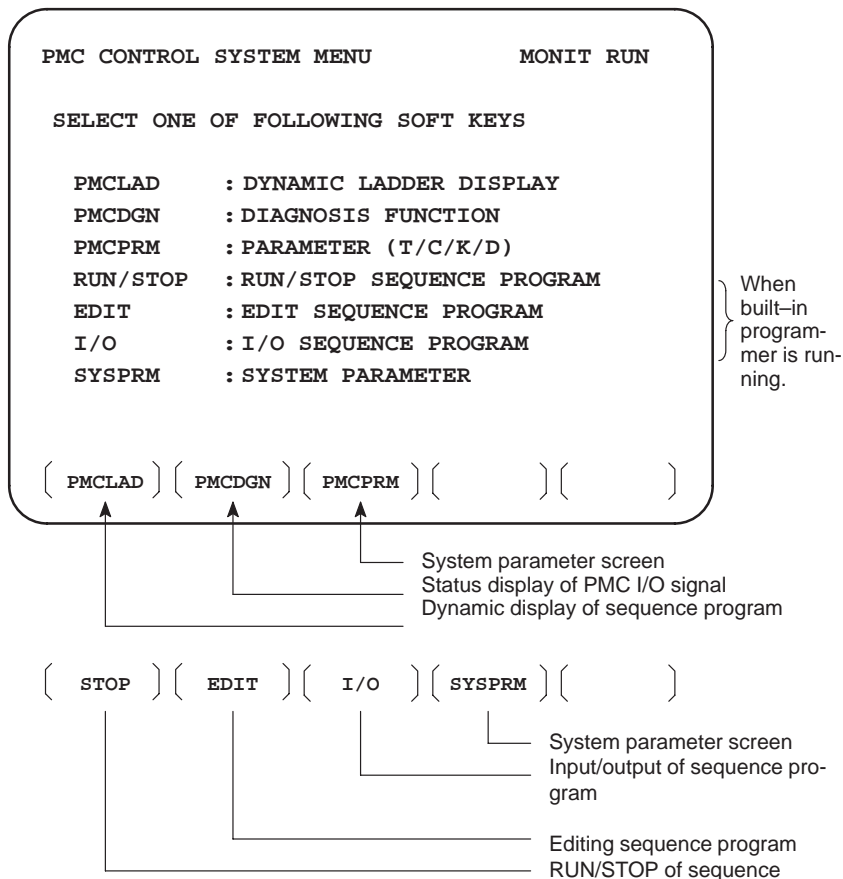 PMC CONTROL SYSTEM MENU MONIT RUN
SELECT ONE OF FOLLOWING SOFT KEYS
PMCLAD : DYNAMIC LADDER DISPLAY
PMCDGN : DIAGNOSIS FUNCTION
PMCPRM : PARAMETER (T/C/K/D)
RUN/STOP : RUN/STOP SEQUENCE PROGRAM
EDIT : EDIT SEQUENCE PROGRAM
I/O : I/O SEQUENCE PROGRAM
SYSPRM : SYSTEM PARAMETER
When
built–in
program-
mer is run-
ning.
PMCLAD PMCDGN PMCPRM
System parameter screen
Status display of PMC I/O signal
Dynamic display of sequence program
STOP EDIT I/O SYSPRM
System parameter screen
Input/output of sequence pro-
gram
Editing sequence program
RUN/STOP of sequence